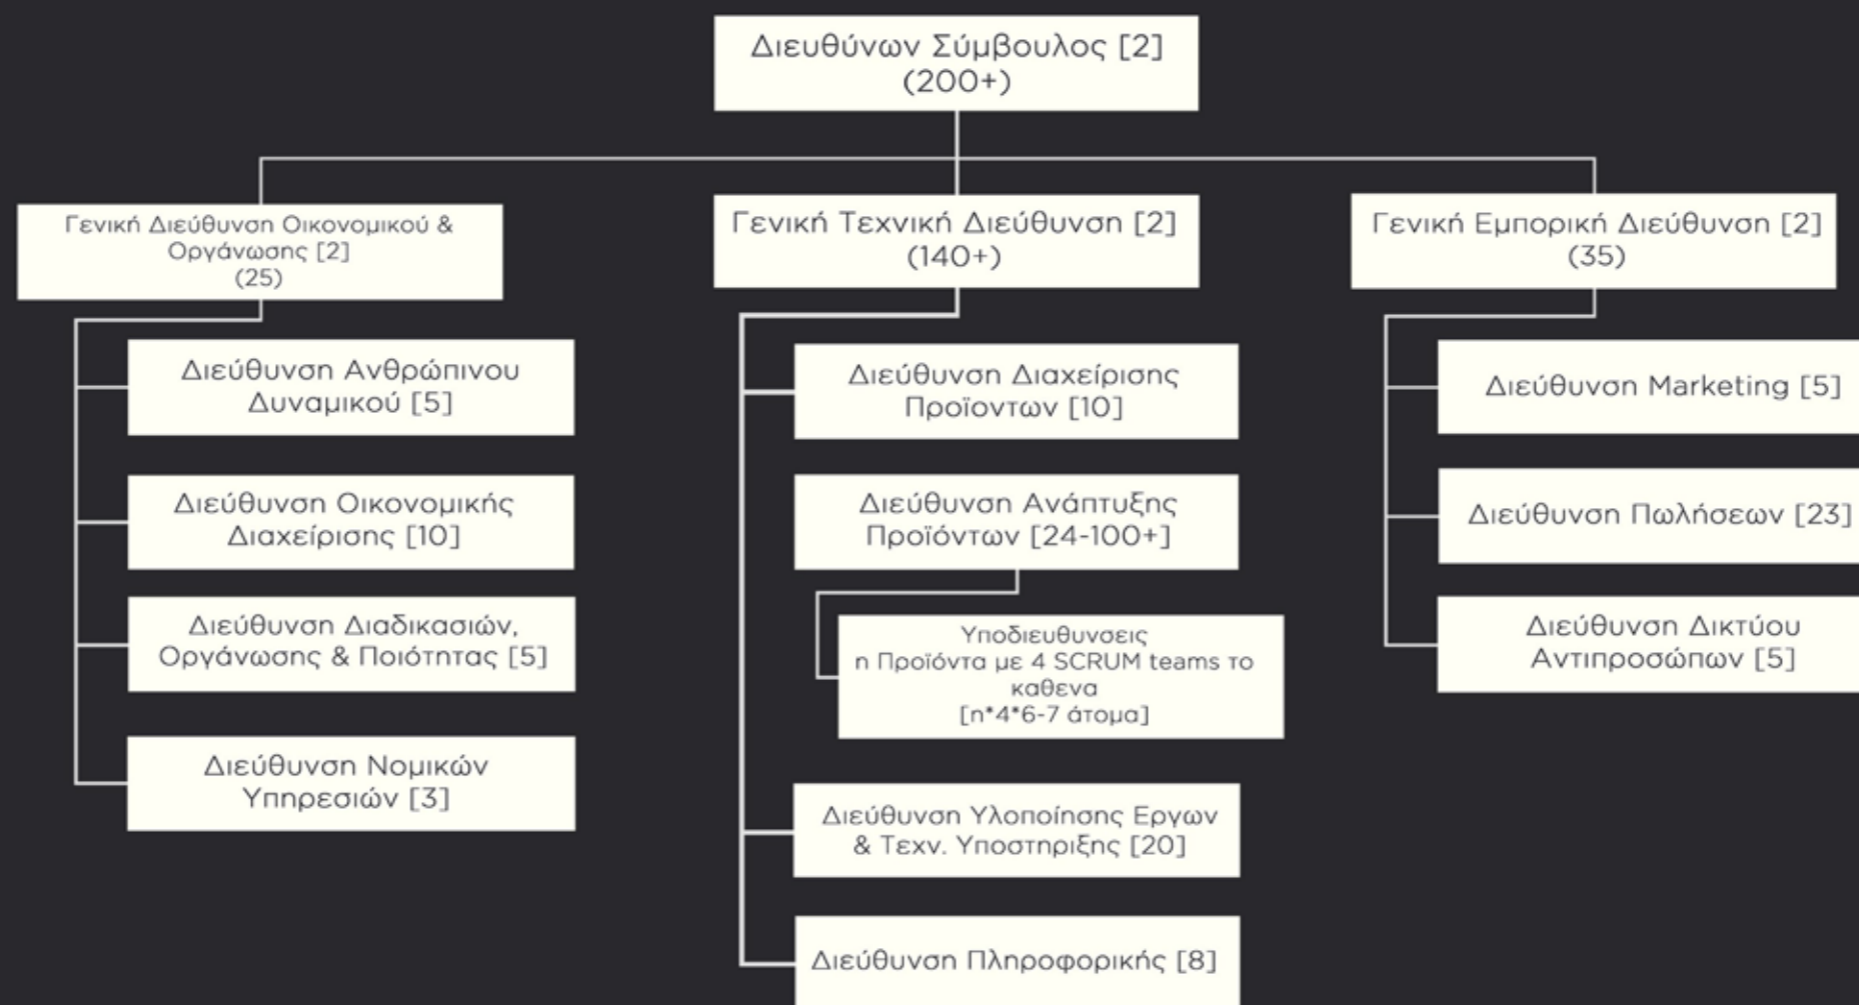 Διευθύνων Σύμβουλος [2]
(200+)
Γενική Διεύθυνση Οικονομικού &
Οργάνωσης [2]
(25)
Διεύθυνση Ανθρώπινου
Δυναμικού [5]
Διεύθυνση Οικονομικής
Διαχείρισης [10]
Διεύθυνση Διαδικασιών,
Οργάνωσης & Ποιότητας [5]
Διεύθυνση Νομικών
Υπηρεσιών [3]
Γενική Τεχνική Διεύθυνση [2]
(140+)
Διεύθυνση Διαχείρισης
Προϊοντων [10]
Διεύθυνση Ανάπτυξης
Προϊόντων [24-100+]
Υποδιευθυνσεις
n Προϊόντα με 4 SCRUM teams το
καθενα
[n*4*6-7 άτομα]
Διεύθυνση Υλοποίησης Εργων
& Τεχν. Υποστηριξης [20]
Διεύθυνση Πληροφορικής [8]
Γενική Εμπορική Διεύθυνση [2]
(35)
Διεύθυνση Marketing [5]
Διεύθυνση Πωλήσεων [23]
Διεύθυνση Δικτύου
Αντιπροσώπων [5]